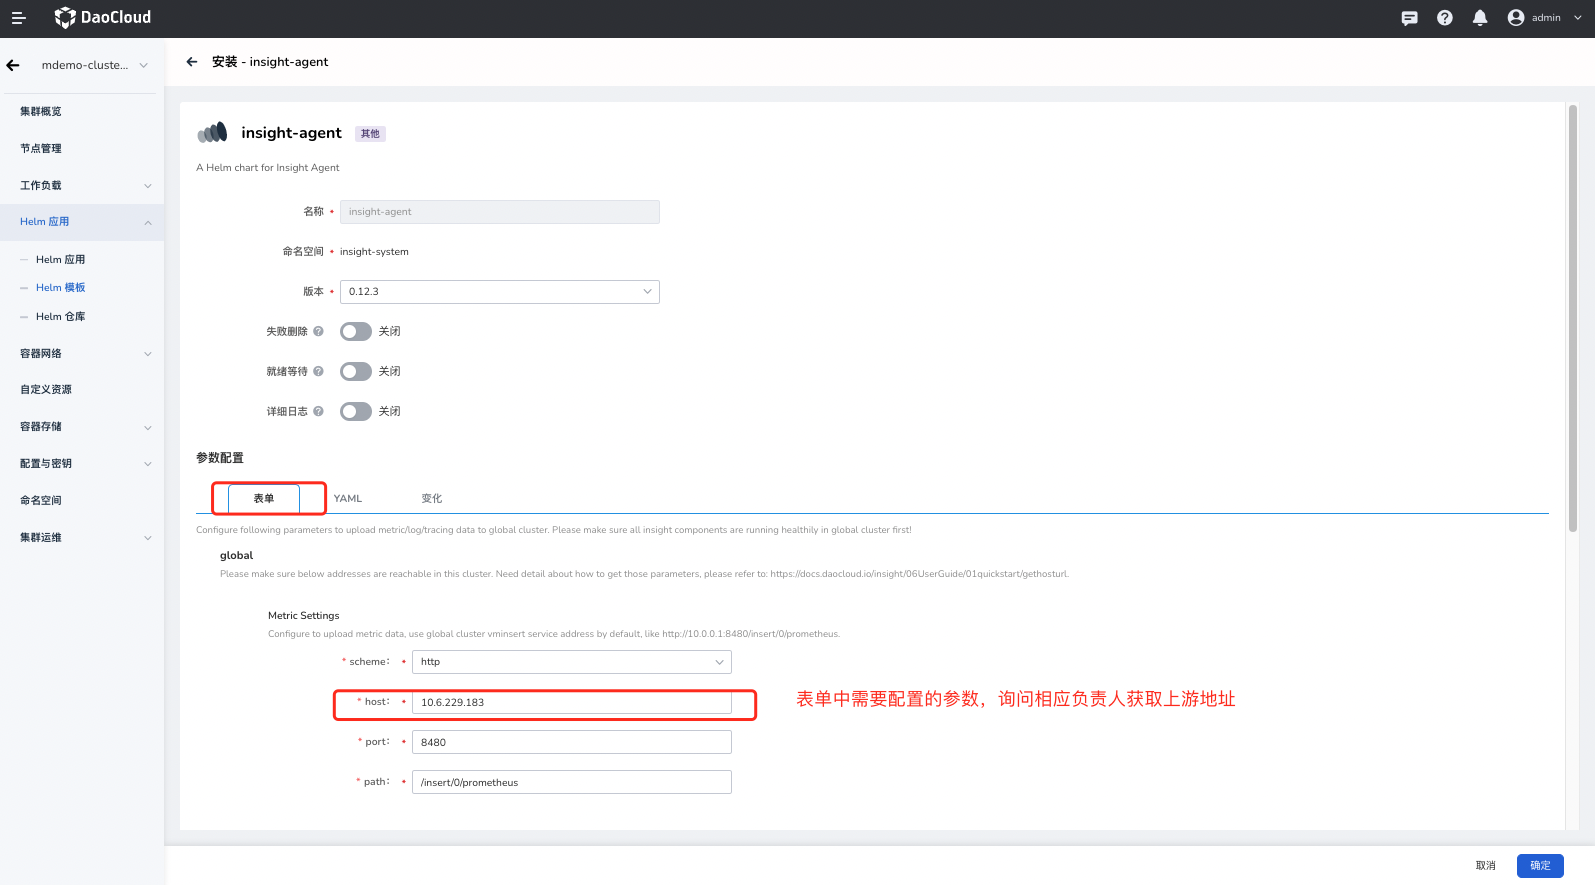 DaoCloud
admin
mdemo-cluste...
安装 - insight-agent
集群概览
节点管理
工作负载
Helm 应用
Helm 应用
Helm 模板
Helm 仓库
容器网络
自定义资源
容器存储
配置与密钥
命名空间
集群运维
insight-agent 其他
A Helm chart for Insight Agent
名称 • insight-agent
命名空间 • insight-system
版本 • 0.12.3
失败删除 ? 关闭
就绪等待 ? 关闭
详细日志 ? 关闭
参数配置
表单 YAML 变化
Configure following parameters to upload metric/log/tracing data to global cluster. Please make sure all insight components are running healthily in global cluster first!
global
Please make sure below addresses are reachable in this cluster. Need detail about how to get those parameters, please refer to: https://docs.daocloud.io/insight/06UserGuide/01quickstart/gethosturl.
Metric Settings
Configure to upload metric data, use global cluster vminsert service address by default, like http://10.0.0.1:8480/insert/0/prometheus.
* scheme: • http
* host: • 10.6.229.183
表单中需要配置的参数，询问相应负责人获取上游地址
* port: • 8480
* path: • /insert/0/prometheus
取消 确定